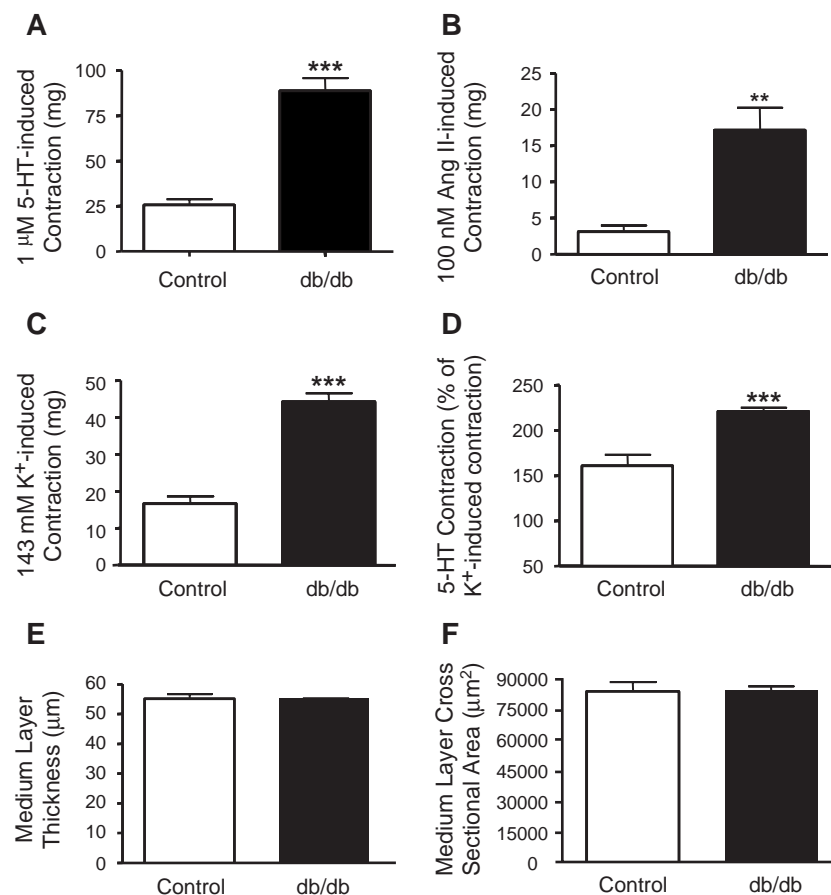 A
1 μM 5-HT-induced
Contraction (mg)
100
75
50
25
0
***
Control
db/db
B
100 nM Ang II-induced
Contraction (mg)
25
20
15
10
5
0
**
Control
db/db
C
143 mM K⁺-induced
Contraction (mg)
50
40
30
20
10
0
***
Control
db/db
D
5-HT Contraction (% of
K⁺-induced contraction)
250
200
150
100
50
***
Control
db/db
E
Medium Layer
Thickness (μm)
60
50
40
30
20
10
0
Control
db/db
F
Medium Layer Cross
Sectional Area (μm²)
90000
75000
60000
45000
30000
15000
0
Control
db/db